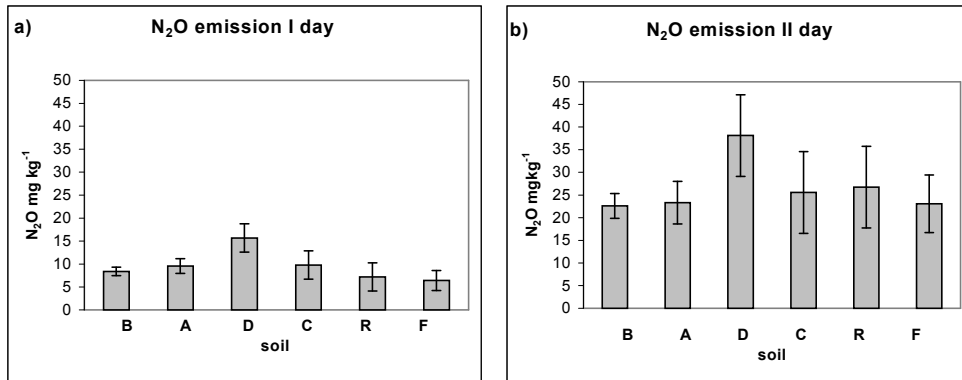 a)
N₂O emission I day
N₂O mg kg⁻¹
50
45
40
35
30
25
20
15
10
5
0
B A D C R F
soil
b)
N₂O emission II day
N₂O mgkg⁻¹
50
45
40
35
30
25
20
15
10
5
0
B A D C R F
soil